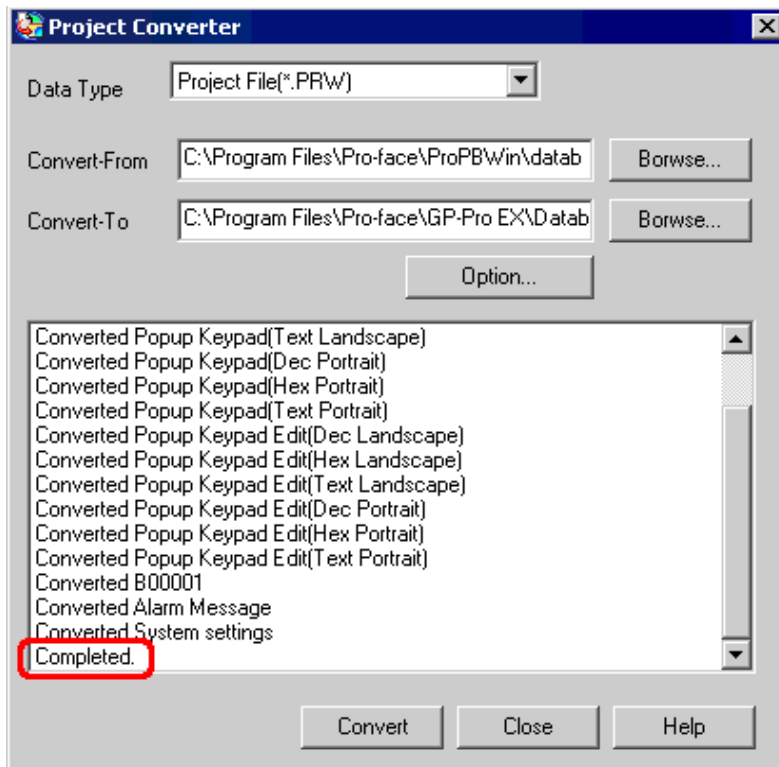 Project Converter
Data Type Project File(*.PRW)
Convert-From C:\Program Files\Pro-face\ProPBWin\datab Borwse...
Convert-To C:\Program Files\Pro-face\GP-Pro EX\Datab Borwse...
Option...
Converted Popup Keypad(Text Landscape)
Converted Popup Keypad(Dec Portrait)
Converted Popup Keypad(Hex Portrait)
Converted Popup Keypad(Text Portrait)
Converted Popup Keypad Edit(Dec Landscape)
Converted Popup Keypad Edit(Hex Landscape)
Converted Popup Keypad Edit(Text Landscape)
Converted Popup Keypad Edit(Dec Portrait)
Converted Popup Keypad Edit(Hex Portrait)
Converted Popup Keypad Edit(Text Portrait)
Converted B00001
Converted Alarm Message
Converted System settings
Completed.
Convert Close Help